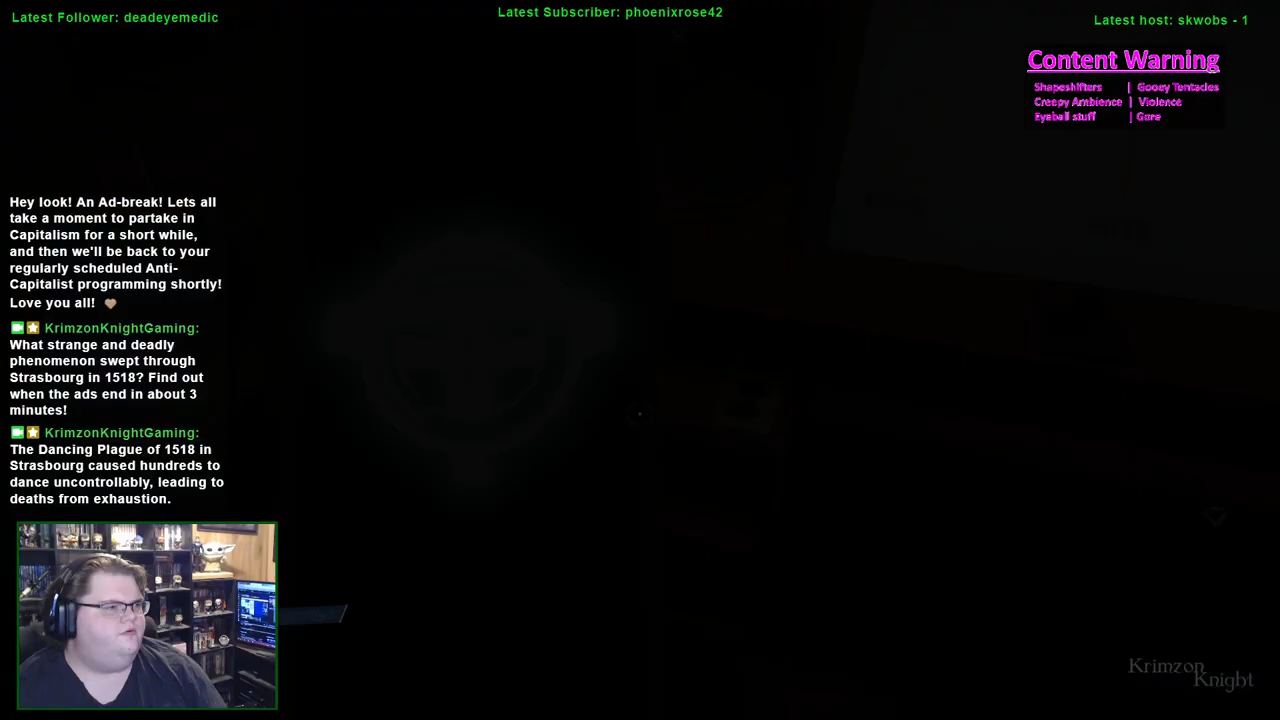 Latest Follower: deadeyemedic
Latest Subscriber: phoenixrose42
Latest host: skwobs - 1
Content Warning
Shapeshifters | Gooey Tentacles
Creepy Ambience | Violence
Eyeball stuff | Gore
Hey look! An Ad-break! Lets all
take a moment to partake in
Capitalism for a short while,
and then we'll be back to your
regularly scheduled Anti-
Capitalist programming shortly!
Love you all!
KrimzonKnightGaming:
What strange and deadly
phenomenon swept through
Strasbourg in 1518? Find out
when the ads end in about 3
minutes!
KrimzonKnightGaming:
The Dancing Plague of 1518 in
Strasbourg caused hundreds to
dance uncontrollably, leading to
deaths from exhaustion.
Krimzon
Knight